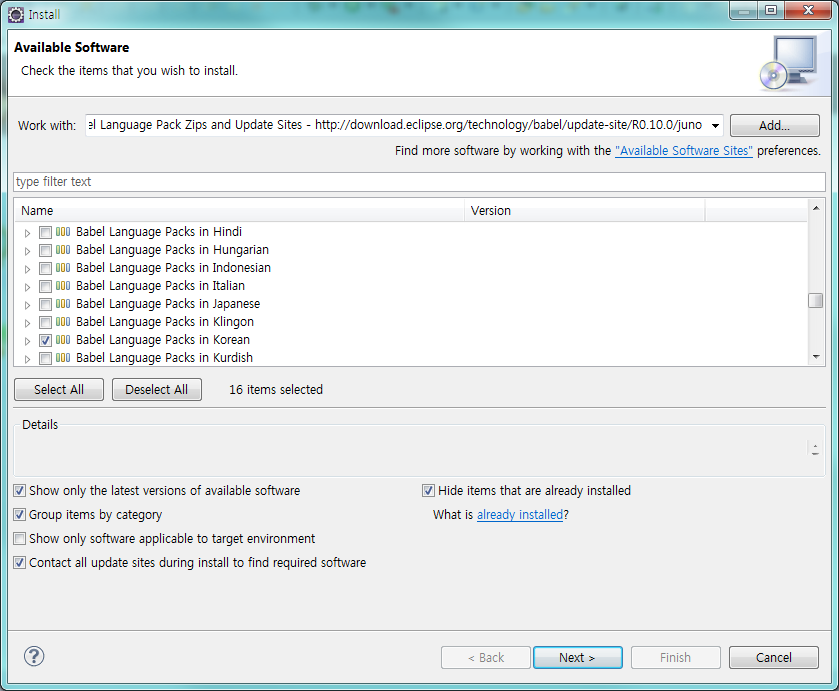 Install
Available Software
Check the items that you wish to install.
Work with: el Language Pack Zips and Update Sites - http://download.eclipse.org/technology/babel/update-site/R0.10.0/juno Add...
Find more software by working with the "Available Software Sites" preferences.
type filter text
Name Version
Babel Language Packs in Hindi
Babel Language Packs in Hungarian
Babel Language Packs in Indonesian
Babel Language Packs in Italian
Babel Language Packs in Japanese
Babel Language Packs in Klingon
Babel Language Packs in Korean
Babel Language Packs in Kurdish
Select All Deselect All 16 items selected
Details
Show only the latest versions of available software Hide items that are already installed
Group items by category What is already installed?
Show only software applicable to target environment
Contact all update sites during install to find required software
? < Back Next > Finish Cancel